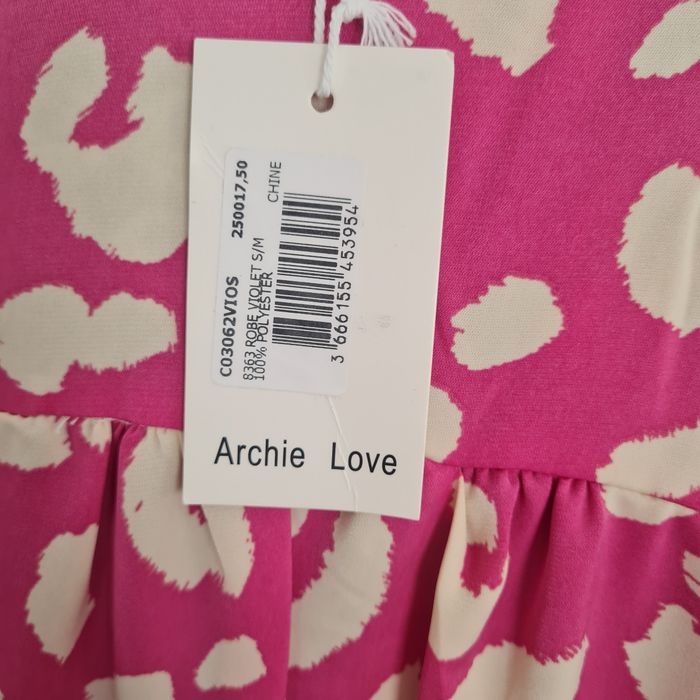 C03062VIOS 250017,50
8363 ROBE VIOLET S/M
100% POLYESTER
CHINE
3 666155 453954
Archie Love